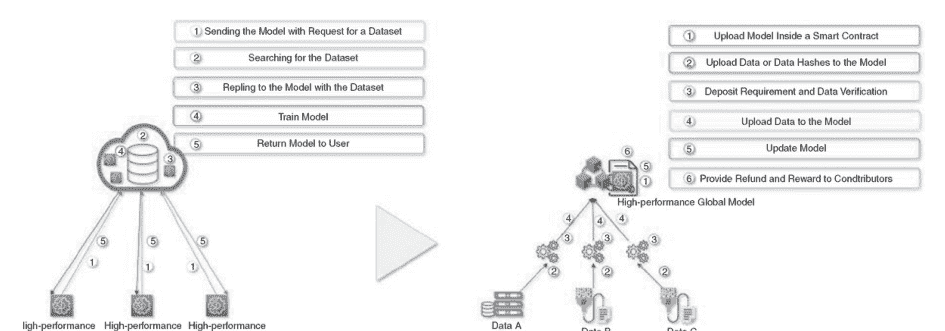 ① Sending the Model with Request for a Dataset
② Searching for the Dataset
③ Repling to the Model with the Dataset
④ Train Model
⑤ Return Model to User
②
④ ③
⑤ ⑤ ⑤
① ① ①
ligh-performance High-performance High-performance
① Upload Model Inside a Smart Contract
② Upload Data or Data Hashes to the Model
③ Deposit Requirement and Data Verification
④ Upload Data to the Model
⑤ Update Model
⑥ Provide Refund and Reward to Condtributors
⑥
⑤
①
High-performance Global Model
④ ④ ④
③ ③ ③
② ② ②
Data A Data B Data C